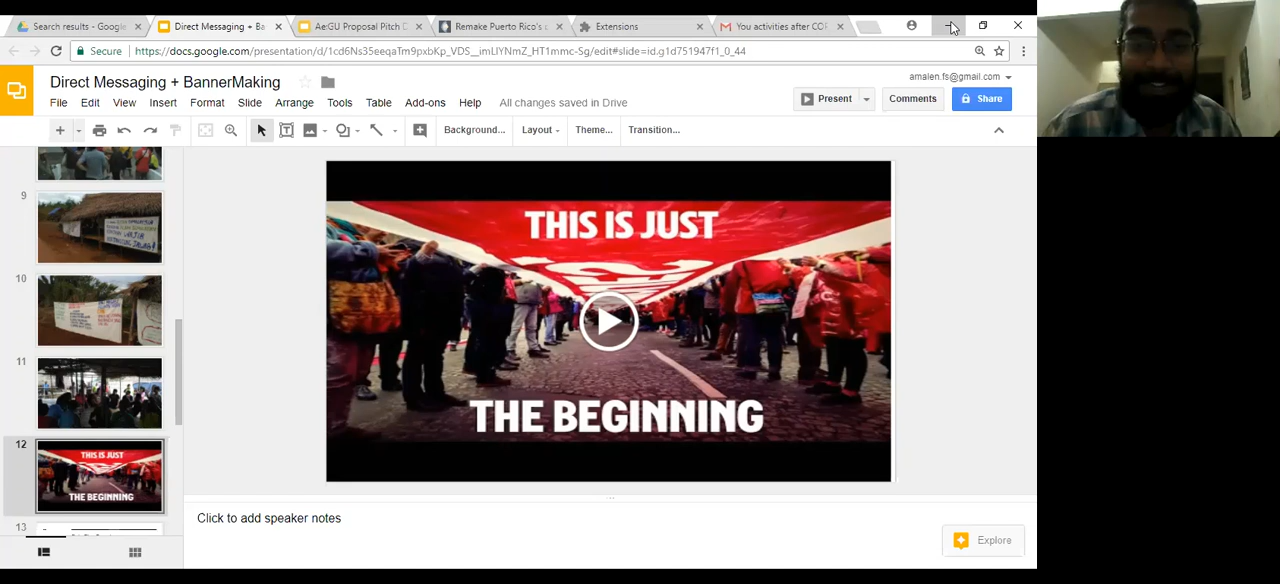 Search results - Google
Direct Messaging + Ba
Ae:GU Proposal Pitch D
Remake Puerto Rico's
Extensions
You activities after COP
Secure
https://docs.google.com/presentation/d/1cd6Ns35eeqaTm9pxbKp_VDS__imLIYNmZ_HT1mmc-Sg/edit#slide=id.g1d751947f1_0_44
Direct Messaging + BannerMaking
amalen.fs@gmail.com
File Edit View Insert Format Slide Arrange Tools Table Add-ons Help All changes saved in Drive
Present Comments Share
Background... Layout Theme... Transition...
9
10
11
12
THIS IS JUST
THE BEGINNING
13
THIS IS JUST
THE BEGINNING
Click to add speaker notes
Explore